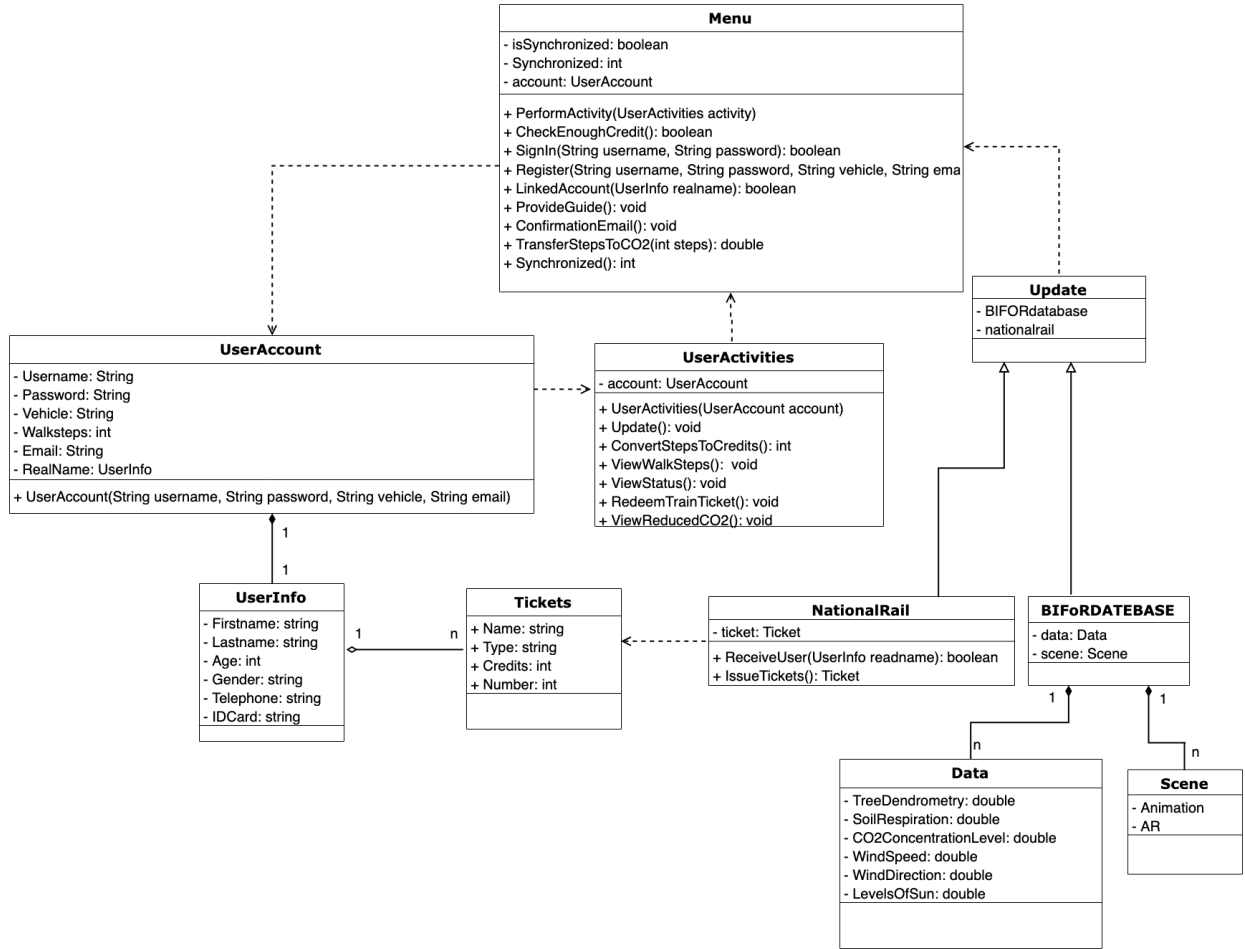 Menu
- isSynchronized: boolean
- Synchronized: int
- account: UserAccount
+ PerformActivity(UserActivities activity)
+ CheckEnoughCredit(): boolean
+ SignIn(String username, String password): boolean
+ Register(String username, String password, String vehicle, String ema
+ LinkedAccount(UserInfo realname): boolean
+ ProvideGuide(): void
+ ConfirmationEmail(): void
+ TransferStepsToCO2(int steps): double
+ Synchronized(): int
Update
- BIFORdatabase
- nationalrail
UserAccount
- Username: String
- Password: String
- Vehicle: String
- Walksteps: int
- Email: String
- RealName: UserInfo
+ UserAccount(String username, String password, String vehicle, String email)
UserActivities
- account: UserAccount
+ UserActivities(UserAccount account)
+ Update(): void
+ ConvertStepsToCredits(): int
+ ViewWalkSteps(): void
+ ViewStatus(): void
+ RedeemTrainTicket(): void
+ ViewReducedCO2(): void
1
1
UserInfo
- Firstname: string
- Lastname: string
- Age: int
- Gender: string
- Telephone: string
- IDCard: string
1
n
Tickets
+ Name: string
+ Type: string
+ Credits: int
+ Number: int
NationalRail
- ticket: Ticket
+ ReceiveUser(UserInfo readname): boolean
+ IssueTickets(): Ticket
BIFoRDATEBASE
- data: Data
- scene: Scene
1
1
n
n
Data
- TreeDendrometry: double
- SoilRespiration: double
- CO2ConcentrationLevel: double
- WindSpeed: double
- WindDirection: double
- LevelsOfSun: double
Scene
- Animation
- AR